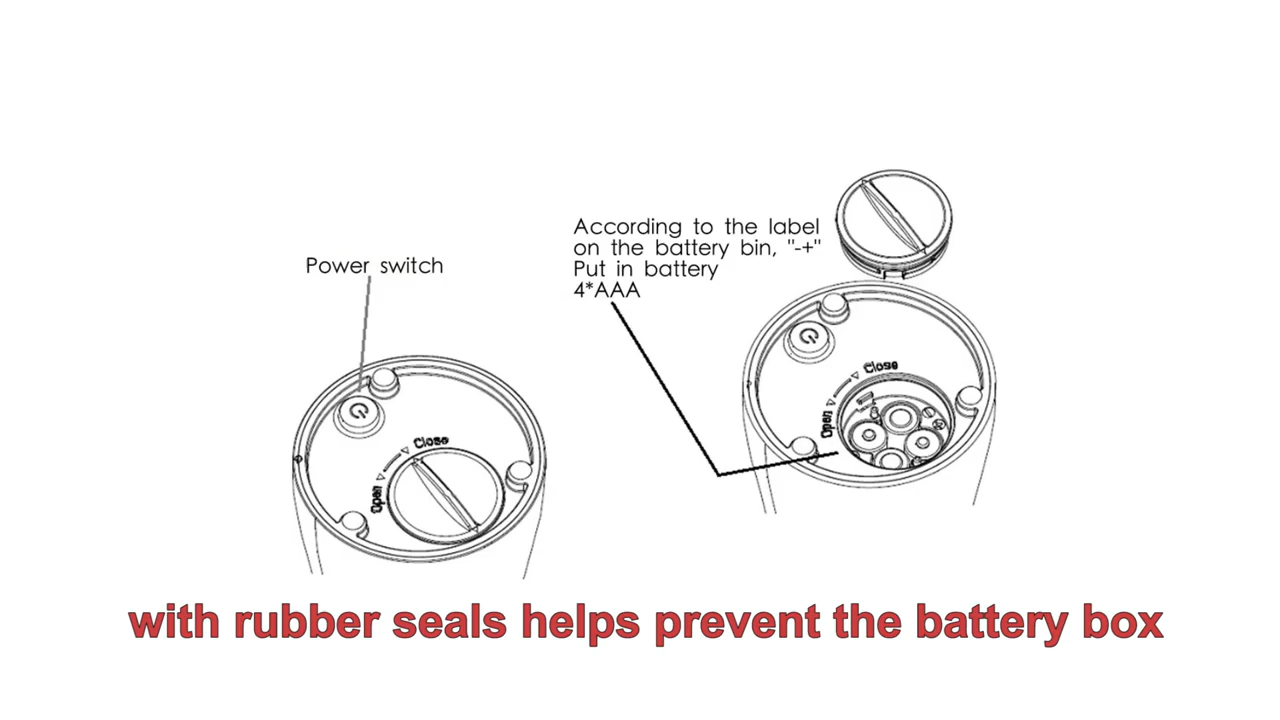 Power switch
According to the label
on the battery bin, "-+"
Put in battery
4*AAA
Close
Open
Close
Open
with rubber seals helps prevent the battery box